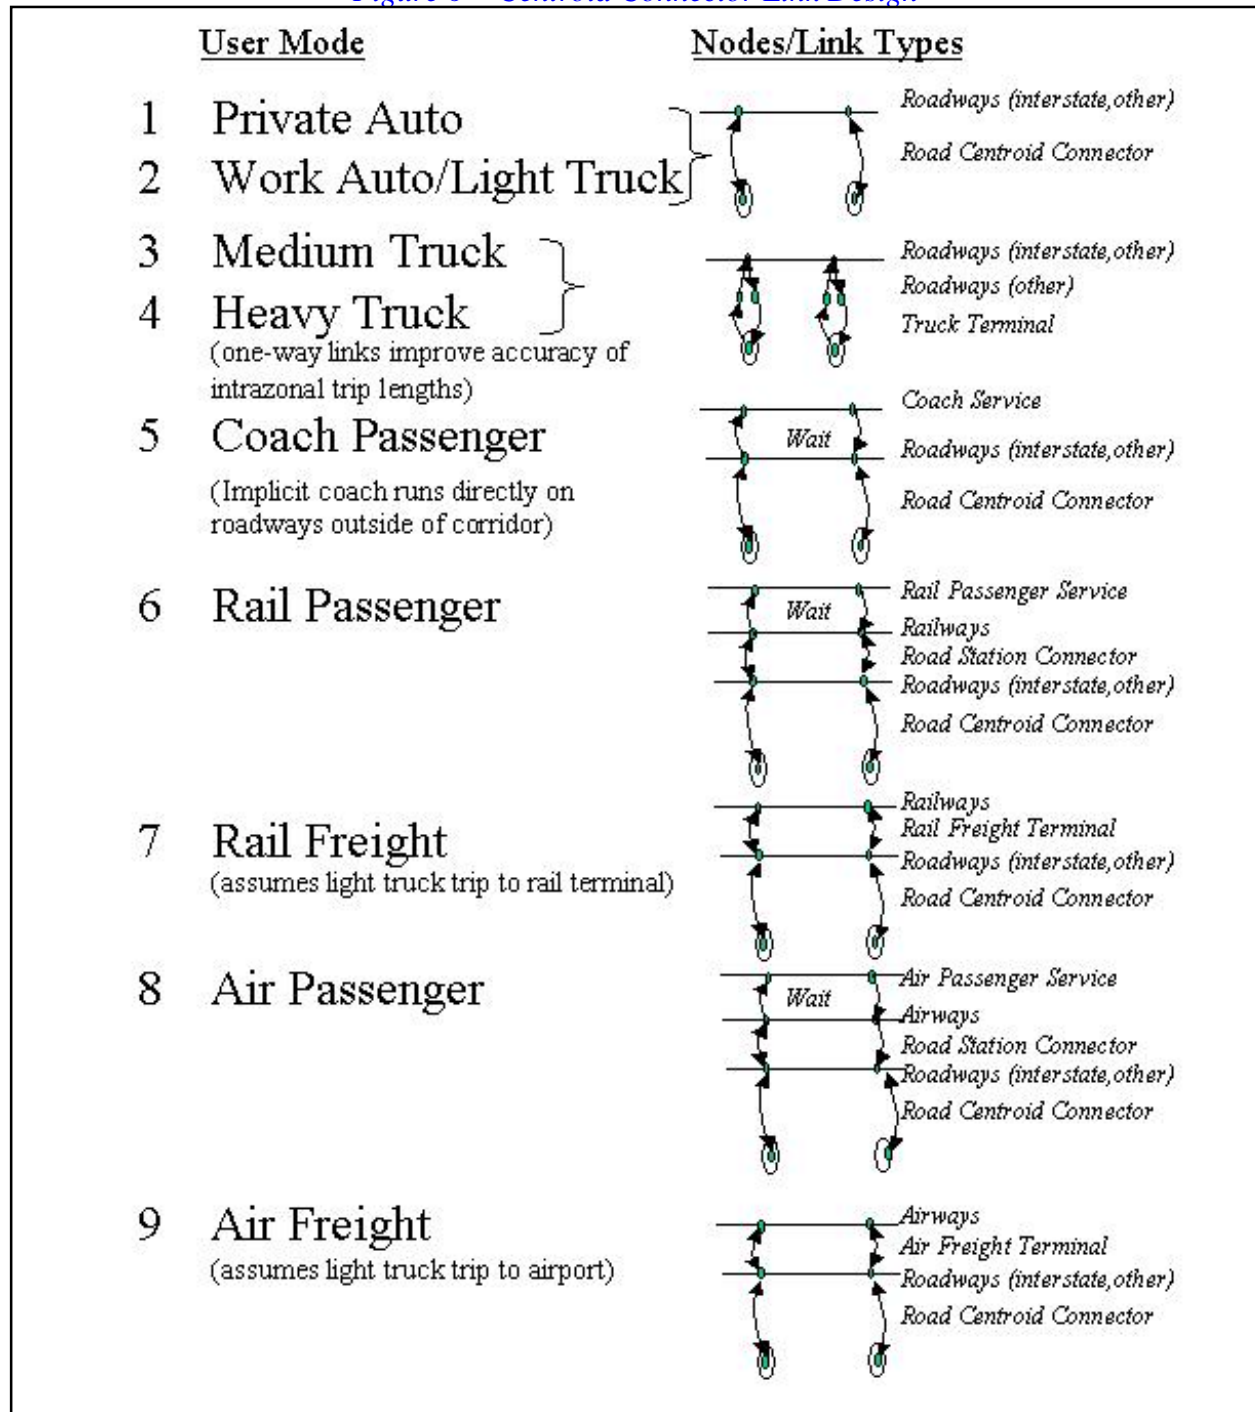 Centroid Connector Link Design
User Mode
Nodes/Link Types
1 Private Auto
2 Work Auto/Light Truck
Roadways (interstate,other)
Road Centroid Connector
3 Medium Truck
4 Heavy Truck
(one-way links improve accuracy of
intrazonal trip lengths)
Roadways (interstate,other)
Roadways (other)
Truck Terminal
5 Coach Passenger
(Implicit coach runs directly on
roadways outside of corridor)
Wait
Coach Service
Roadways (interstate,other)
Road Centroid Connector
6 Rail Passenger
Wait
Rail Passenger Service
Railways
Road Station Connector
Roadways (interstate,other)
Road Centroid Connector
7 Rail Freight
(assumes light truck trip to rail terminal)
Railways
Rail Freight Terminal
Roadways (interstate,other)
Road Centroid Connector
8 Air Passenger
Wait
Air Passenger Service
Airways
Road Station Connector
Roadways (interstate,other)
Road Centroid Connector
9 Air Freight
(assumes light truck trip to airport)
Airways
Air Freight Terminal
Roadways (interstate,other)
Road Centroid Connector